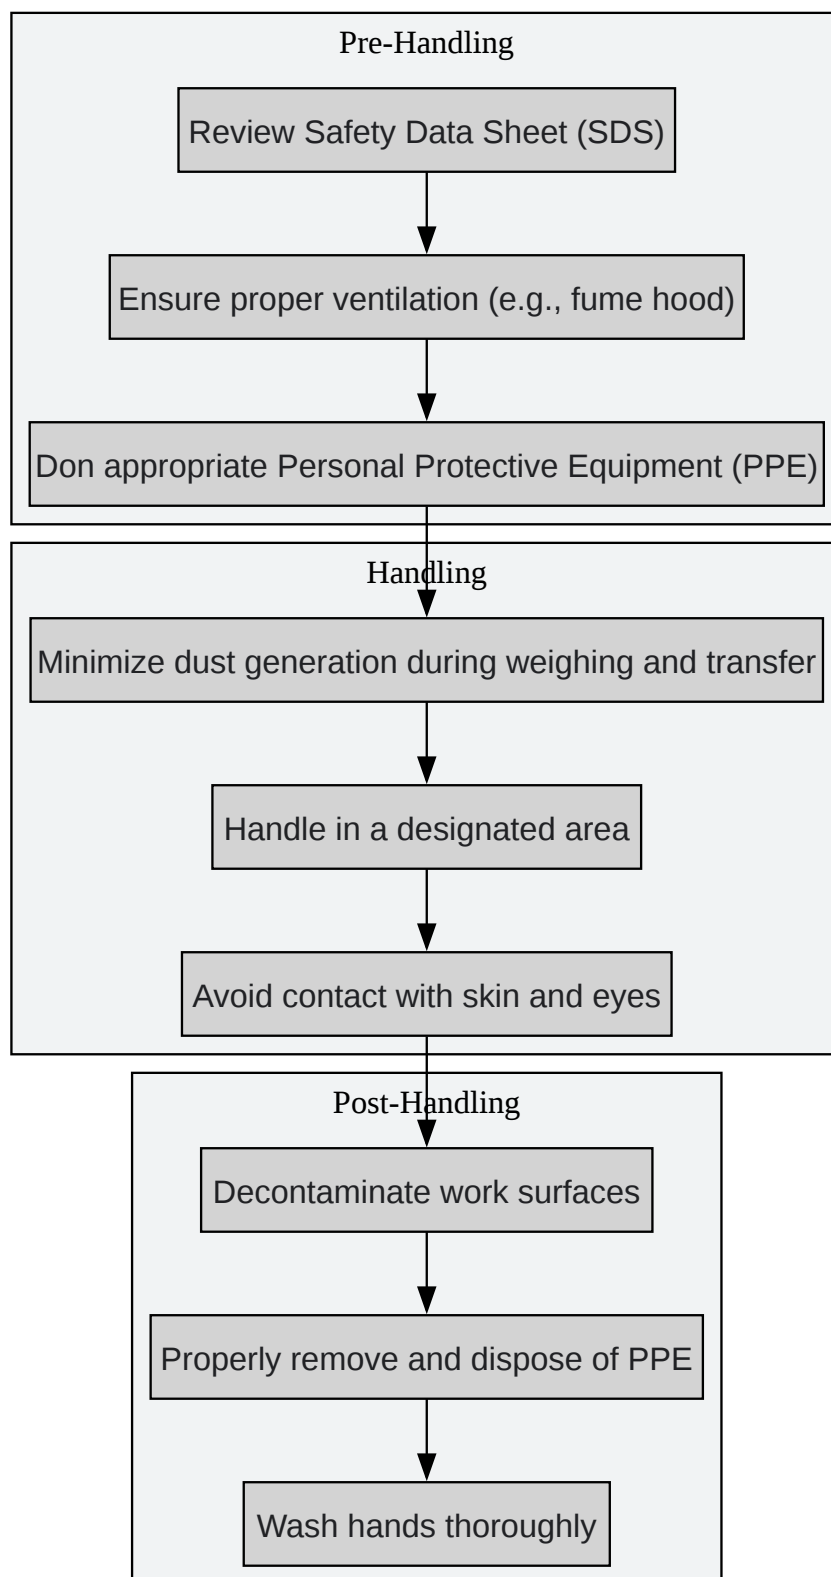 Pre-Handling
Review Safety Data Sheet (SDS)
Ensure proper ventilation (e.g., fume hood)
Don appropriate Personal Protective Equipment (PPE)
Handling
Minimize dust generation during weighing and transfer
Handle in a designated area
Avoid contact with skin and eyes
Post-Handling
Decontaminate work surfaces
Properly remove and dispose of PPE
Wash hands thoroughly